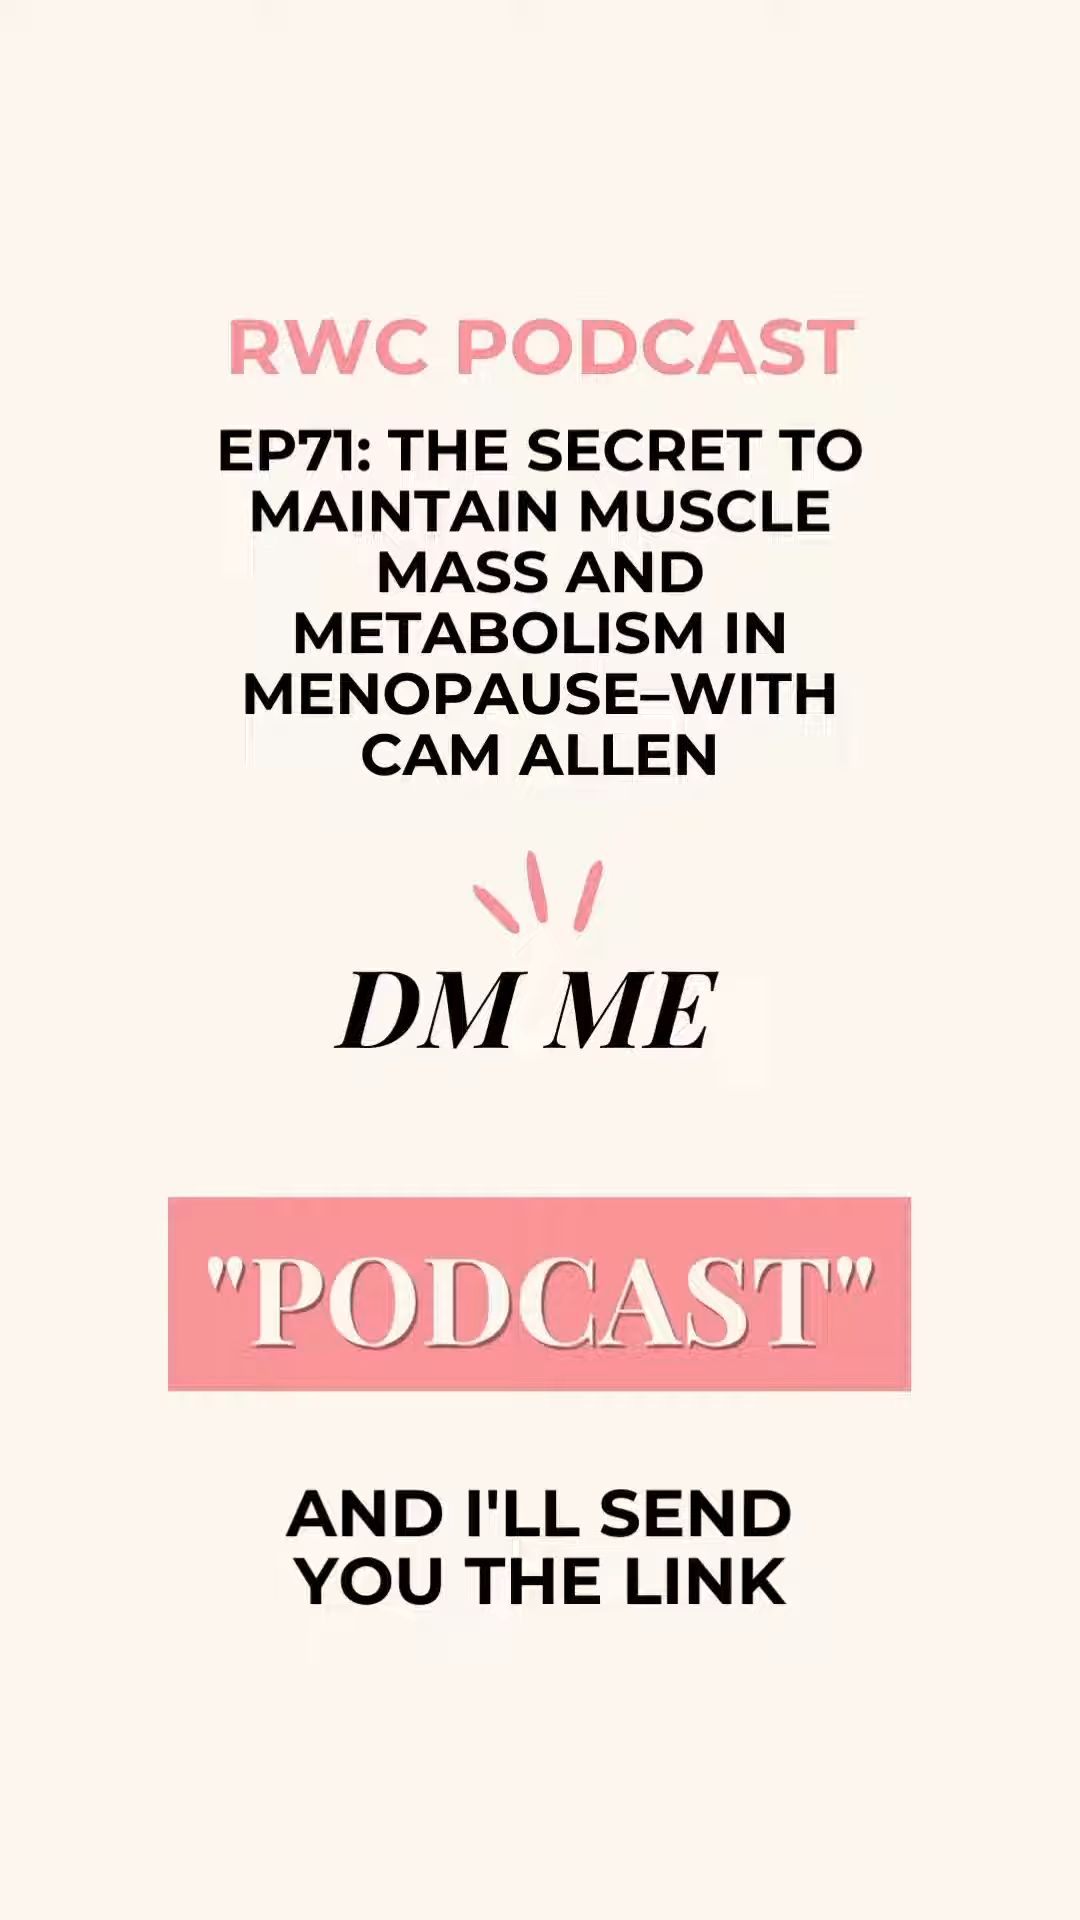 RWC PODCAST
EP71: THE SECRET TO
MAINTAIN MUSCLE
MASS AND
METABOLISM IN
MENOPAUSE–WITH
CAM ALLEN
DM ME
"PODCAST"
AND I'LL SEND
YOU THE LINK